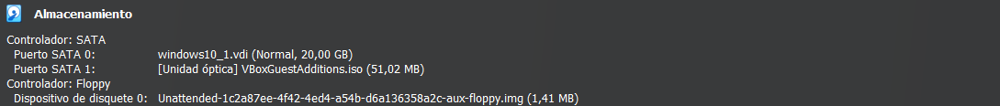 Almacenamiento
Controlador: SATA
Puerto SATA 0: windows10_1.vdi (Normal, 20,00 GB)
Puerto SATA 1: [Unidad óptica] VBoxGuestAdditions.iso (51,02 MB)
Controlador: Floppy
Dispositivo de disquete 0: Unattended-1c2a87ee-4f42-4ed4-a54b-d6a136358a2c-aux-floppy.img (1,41 MB)